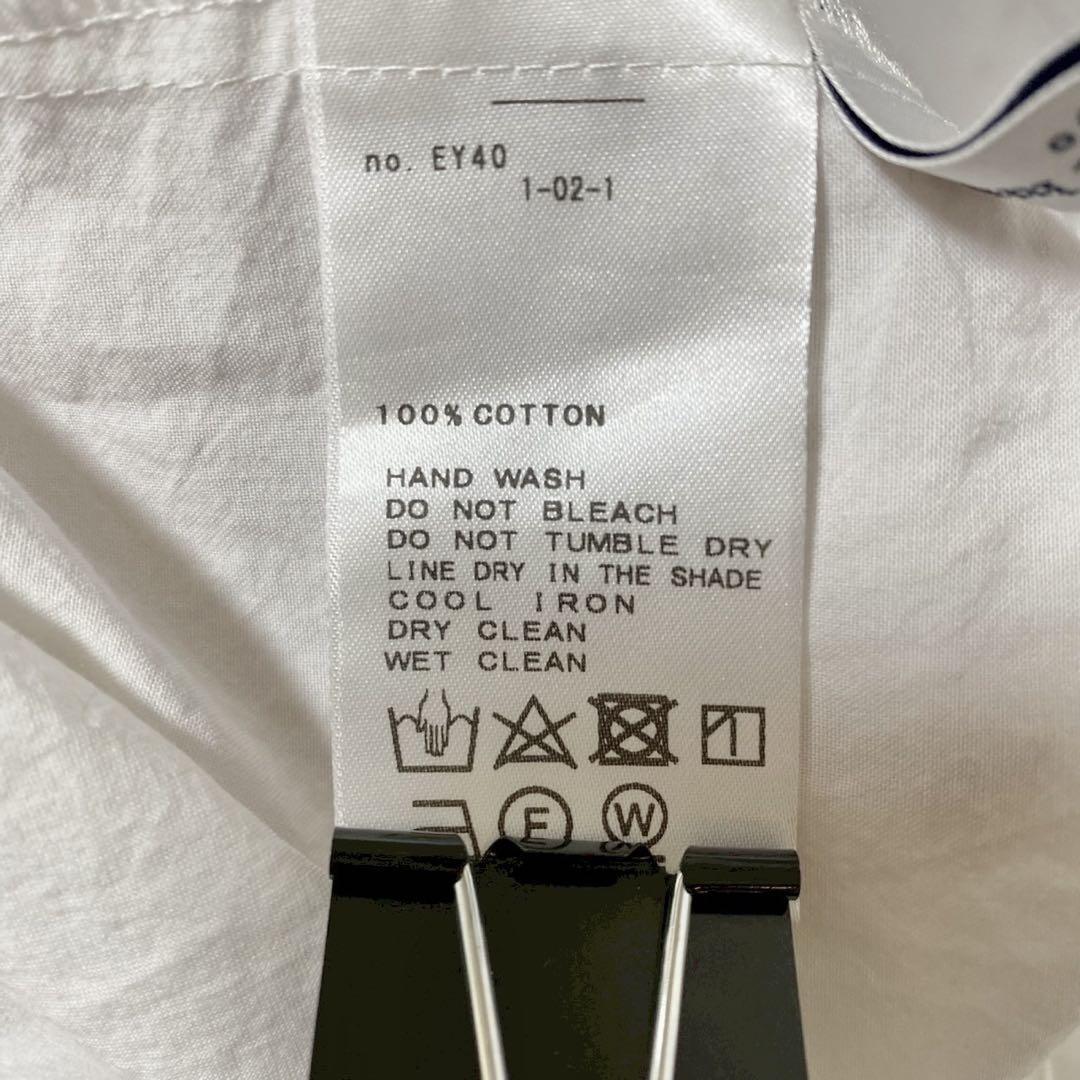 no. EY40
1-02-1
100% COTTON
HAND WASH
DO NOT BLEACH
DO NOT TUMBLE DRY
LINE DRY IN THE SHADE
COOL IRON
DRY CLEAN
WET CLEAN
F W